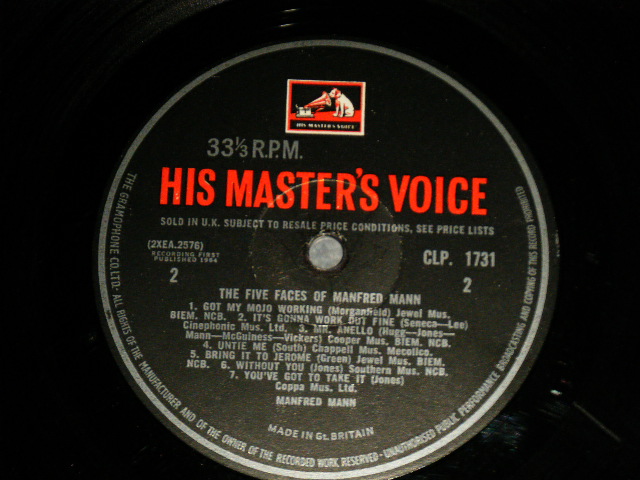 HIS MASTER'S VOICE
33⅓ R.P.M.
HIS MASTER'S VOICE
SOLD IN U.K. SUBJECT TO RESALE PRICE CONDITIONS, SEE PRICE LISTS
(2XEA.2576)
RECORDING FIRST
PUBLISHED 1964
CLP. 1731
2
2
THE FIVE FACES OF MANFRED MANN
1. GOT MY MOJO WORKING (Morganfield) Jewel Mus.
BIEM. NCB. 2. IT'S GONNA WORK OUT FINE (Seneca—Lee)
Cinephonic Mus. Ltd. 3. MR. ANELLO (Hugg—Jones—
Mann—McGuiness—Vickers) Cooper Mus. BIEM. NCB.
4. UNTIE ME (South) Chappell Mus. Mecolico.
5. BRING IT TO JEROME (Green) Jewel Mus. BIEM.
NCB. 6. WITHOUT YOU (Jones) Southern Mus. NCB.
7. YOU'VE GOT TO TAKE IT (Jones)
Coppa Mus. Ltd.
MANFRED MANN
MADE IN Gt. BRITAIN
THE GRAMOPHONE CO. LTD. ALL RIGHTS OF THE MANUFACTURER AND OF THE OWNER OF THE RECORDED WORK RESERVED - UNAUTHORISED PUBLIC PERFORMANCE BROADCASTING AND COPYING OF THIS RECORD PROHIBITED